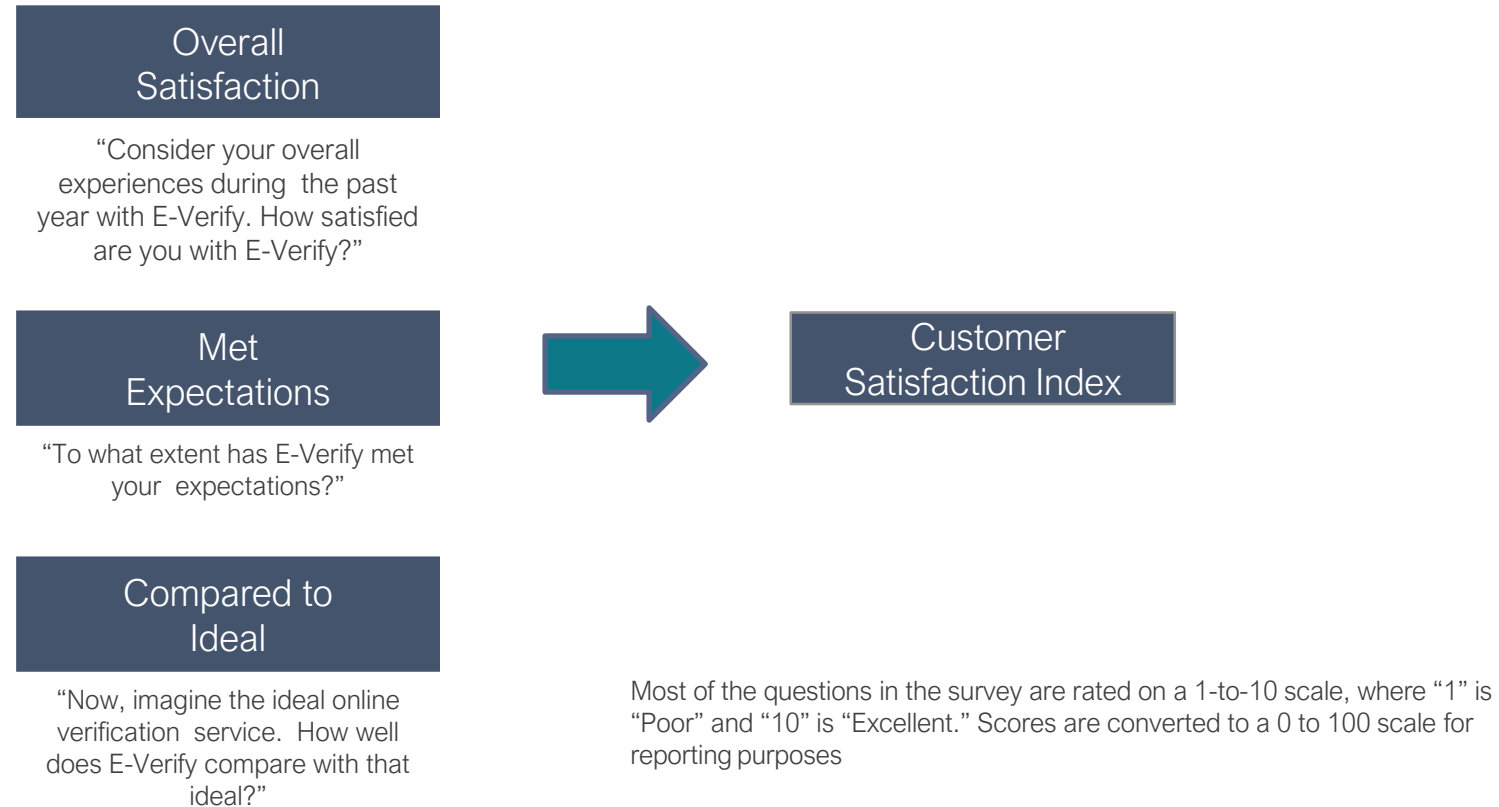 Overall
Satisfaction
“Consider your overall
experiences during  the past
year with E-Verify. How satisfied
are you with E-Verify?”
Met
Expectations
“To what extent has E-Verify met
your  expectations?”
Compared to
Ideal
“Now, imagine the ideal online
verification  service.  How well
does E-Verify compare with that
ideal?”
Customer
Satisfaction Index
Most of the questions in the survey are rated on a 1-to-10 scale, where “1” is
“Poor” and “10” is “Excellent.” Scores are converted to a 0 to 100 scale for
reporting purposes